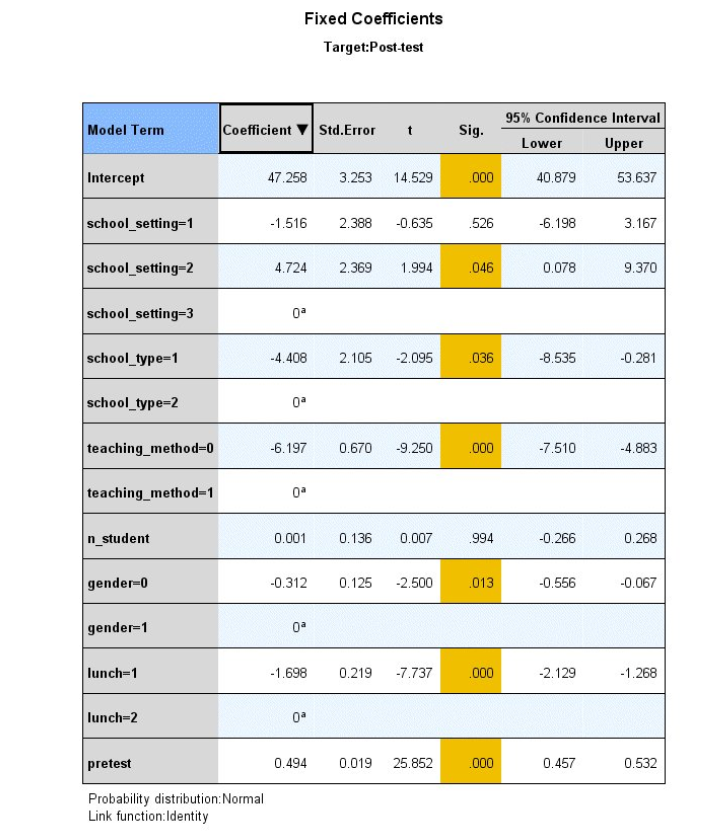 Fixed Coefficients
Target:Post-test
Model Term Coefficient ▼ Std.Error t Sig. 95% Confidence Interval
Lower Upper
Intercept 47.258 3.253 14.529 .000 40.879 53.637
school_setting=1 -1.516 2.388 -0.635 .526 -6.198 3.167
school_setting=2 4.724 2.369 1.994 .046 0.078 9.370
school_setting=3 0ª
school_type=1 -4.408 2.105 -2.095 .036 -8.535 -0.281
school_type=2 0ª
teaching_method=0 -6.197 0.670 -9.250 .000 -7.510 -4.883
teaching_method=1 0ª
n_student 0.001 0.136 0.007 .994 -0.266 0.268
gender=0 -0.312 0.125 -2.500 .013 -0.556 -0.067
gender=1 0ª
lunch=1 -1.698 0.219 -7.737 .000 -2.129 -1.268
lunch=2 0ª
pretest 0.494 0.019 25.852 .000 0.457 0.532
Probability distribution:Normal
Link function:Identity